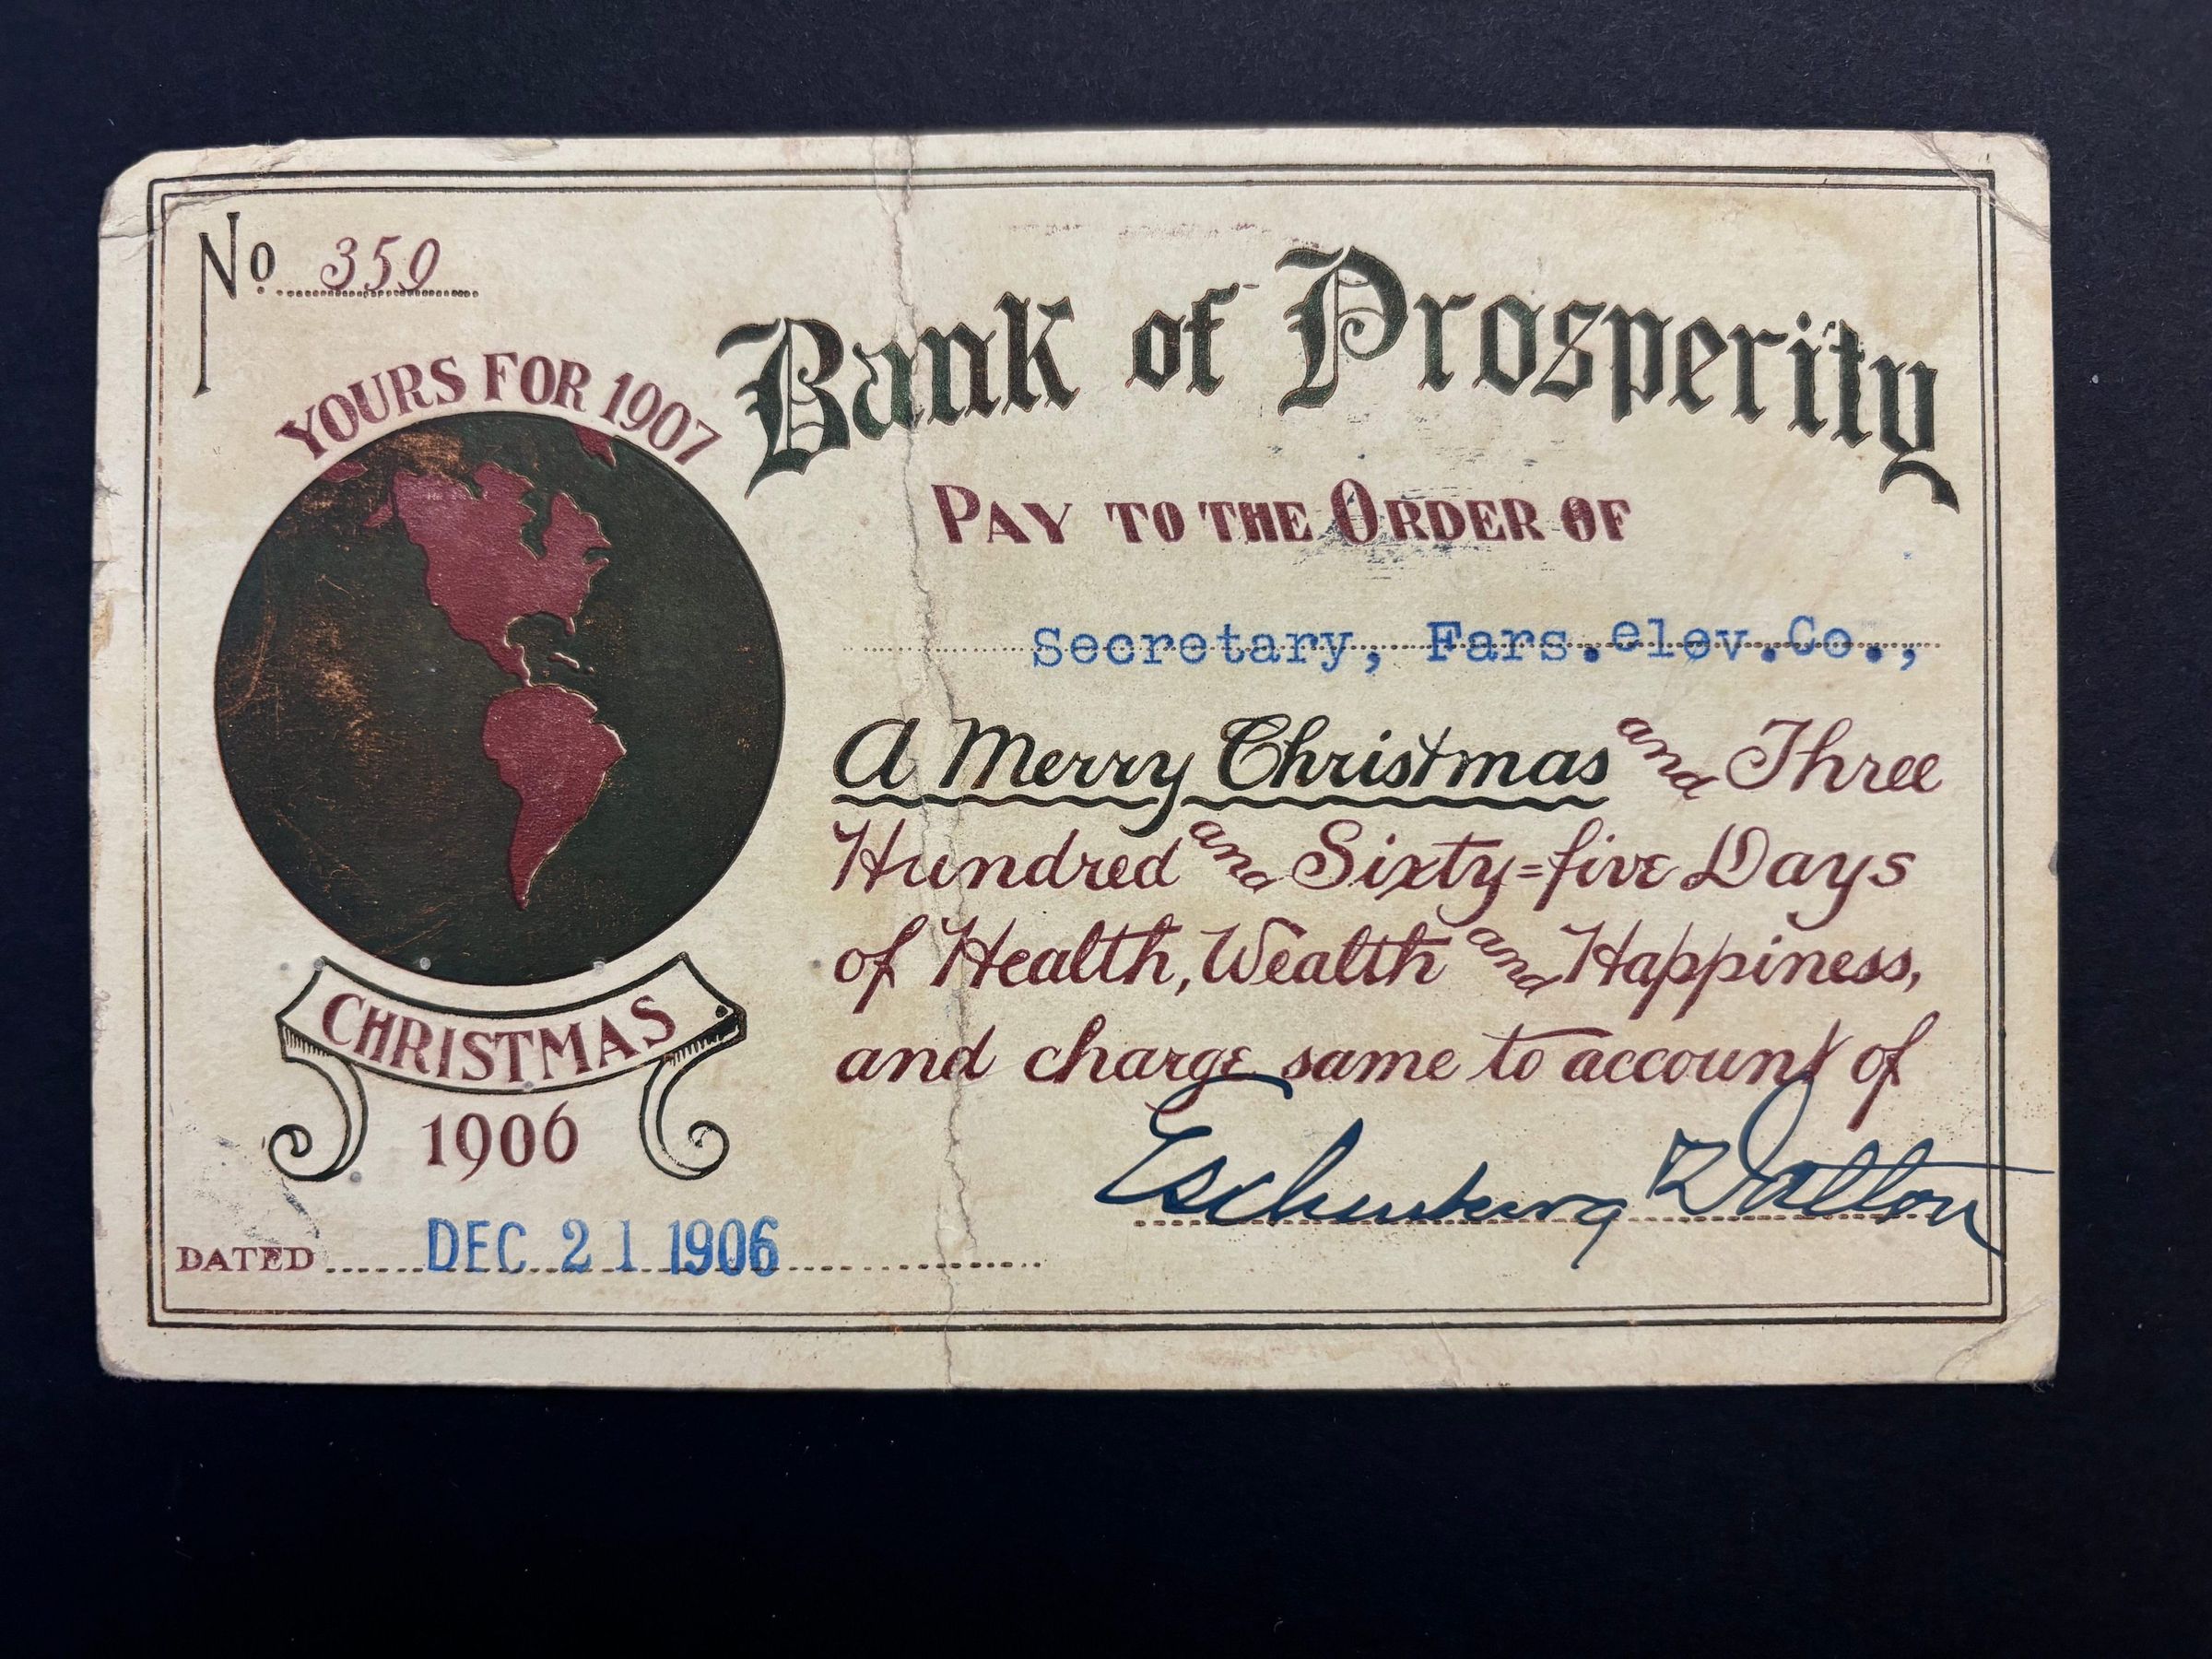 No. 359
YOURS FOR 1907
Bank of Prosperity
PAY TO THE ORDER OF
Secretary, Fars.elev.Co.,
A Merry Christmas and Three
Hundred and Sixty=five Days
of Health, Wealth and Happiness,
and charge same to account of
CHRISTMAS
1906
DATED DEC 21 1906